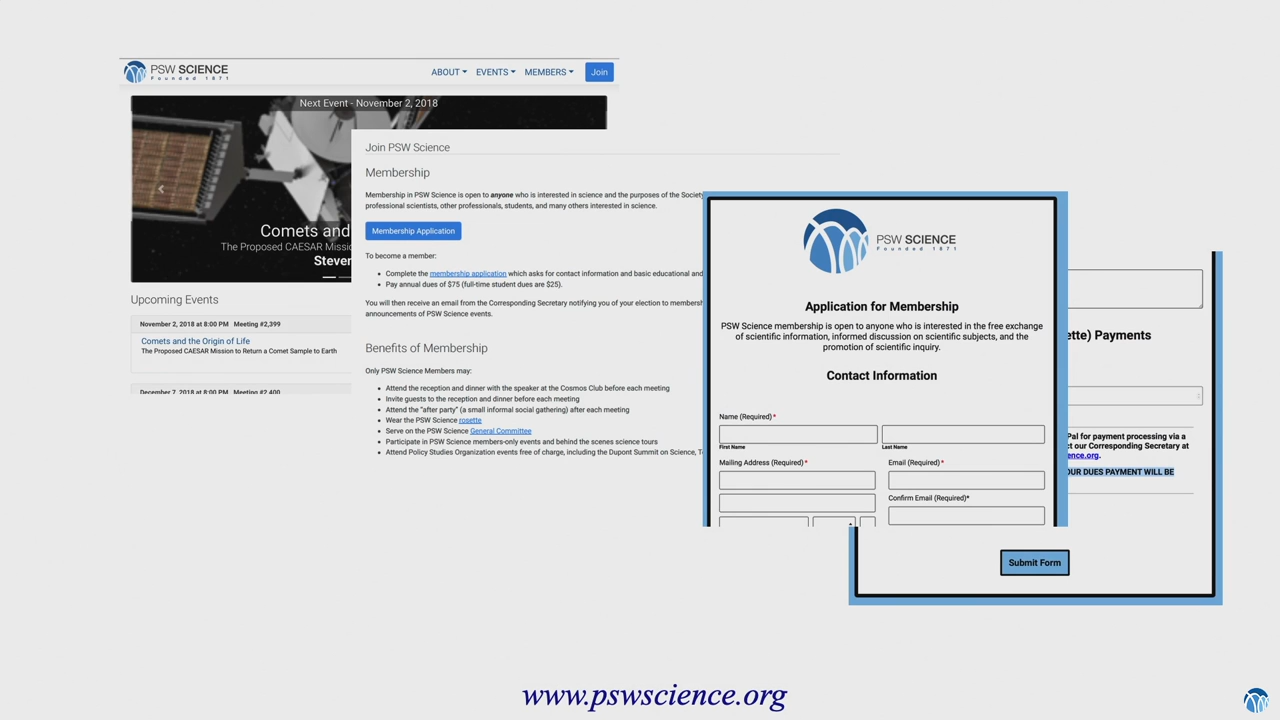 PSW SCIENCE
Founded 1871
ABOUT
EVENTS
MEMBERS
Join
Next Event - November 2, 2018
Comets and
The Proposed CAESAR
Upcoming Events
November 2, 2018 at 8:00 PM Meeting #2,399
Comets and the Origin of Life
The Proposed CAESAR Mission to Return a Comet Sample to Earth
December 7, 2018 at 8:00 PM Meeting #2,400
Join PSW Science
Membership
Membership in PSW Science is open to anyone who is interested in science and the purposes of the Society
professional scientists, other professionals, students, and many others interested in science.
Membership Application
To become a member:
• Complete the membership application which asks for contact information and basic educational and
• Pay annual dues of $75 (full-time student dues are $25).
You will then receive an email from the Corresponding Secretary notifying you of your election to
announcements of PSW Science events.
Benefits of Membership
Only PSW Science Members may:
• Attend the reception and dinner with the speaker at the Cosmos Club before each meeting
• Invite guests to the reception and dinner before each meeting
• Attend the "after party" (a small informal social gathering) after each meeting
• Wear the PSW Science rosette
• Serve on the PSW Science General Committee
• Participate in PSW Science members-only events and behind the scenes science tours
• Attend Policy Studies Organization events free of charge, including the Dupont Summit on Science,
PSW SCIENCE
Founded 1871
Application for Membership
PSW Science membership is open to anyone who is interested in the free exchange
of scientific information, informed discussion on scientific subjects, and the
promotion of scientific inquiry.
Contact Information
Name (Required)*
First Name
Last Name
Mailing Address (Required)*
Email (Required)*
Confirm Email (Required)*
Payments
Pal for payment processing via a
ct our Corresponding Secretary at
ence.org.
OUR DUES PAYMENT WILL BE
Submit Form
www.pswscience.org